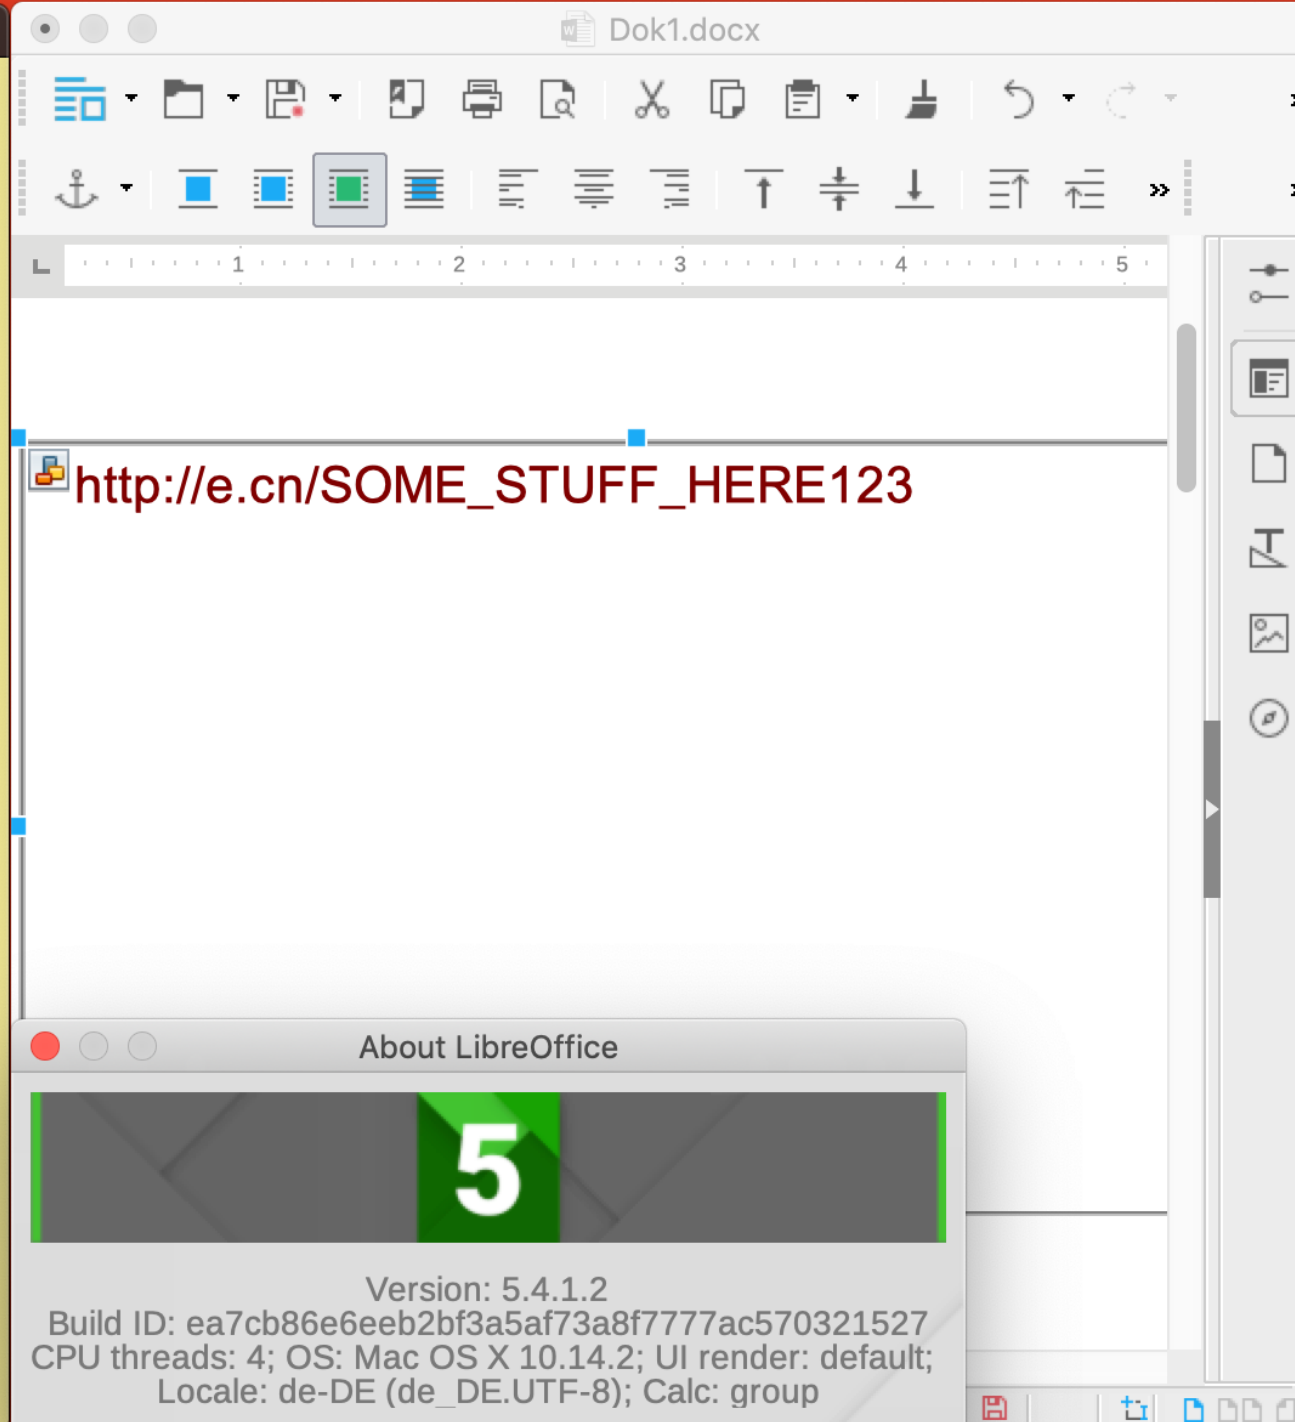 Dok1.docx
1 2 3 4 5
http://e.cn/SOME_STUFF_HERE123
About LibreOffice
5
Version: 5.4.1.2
Build ID: ea7cb86e6eeb2bf3a5af73a8f7777ac570321527
CPU threads: 4; OS: Mac OS X 10.14.2; UI render: default;
Locale: de-DE (de_DE.UTF-8); Calc: group